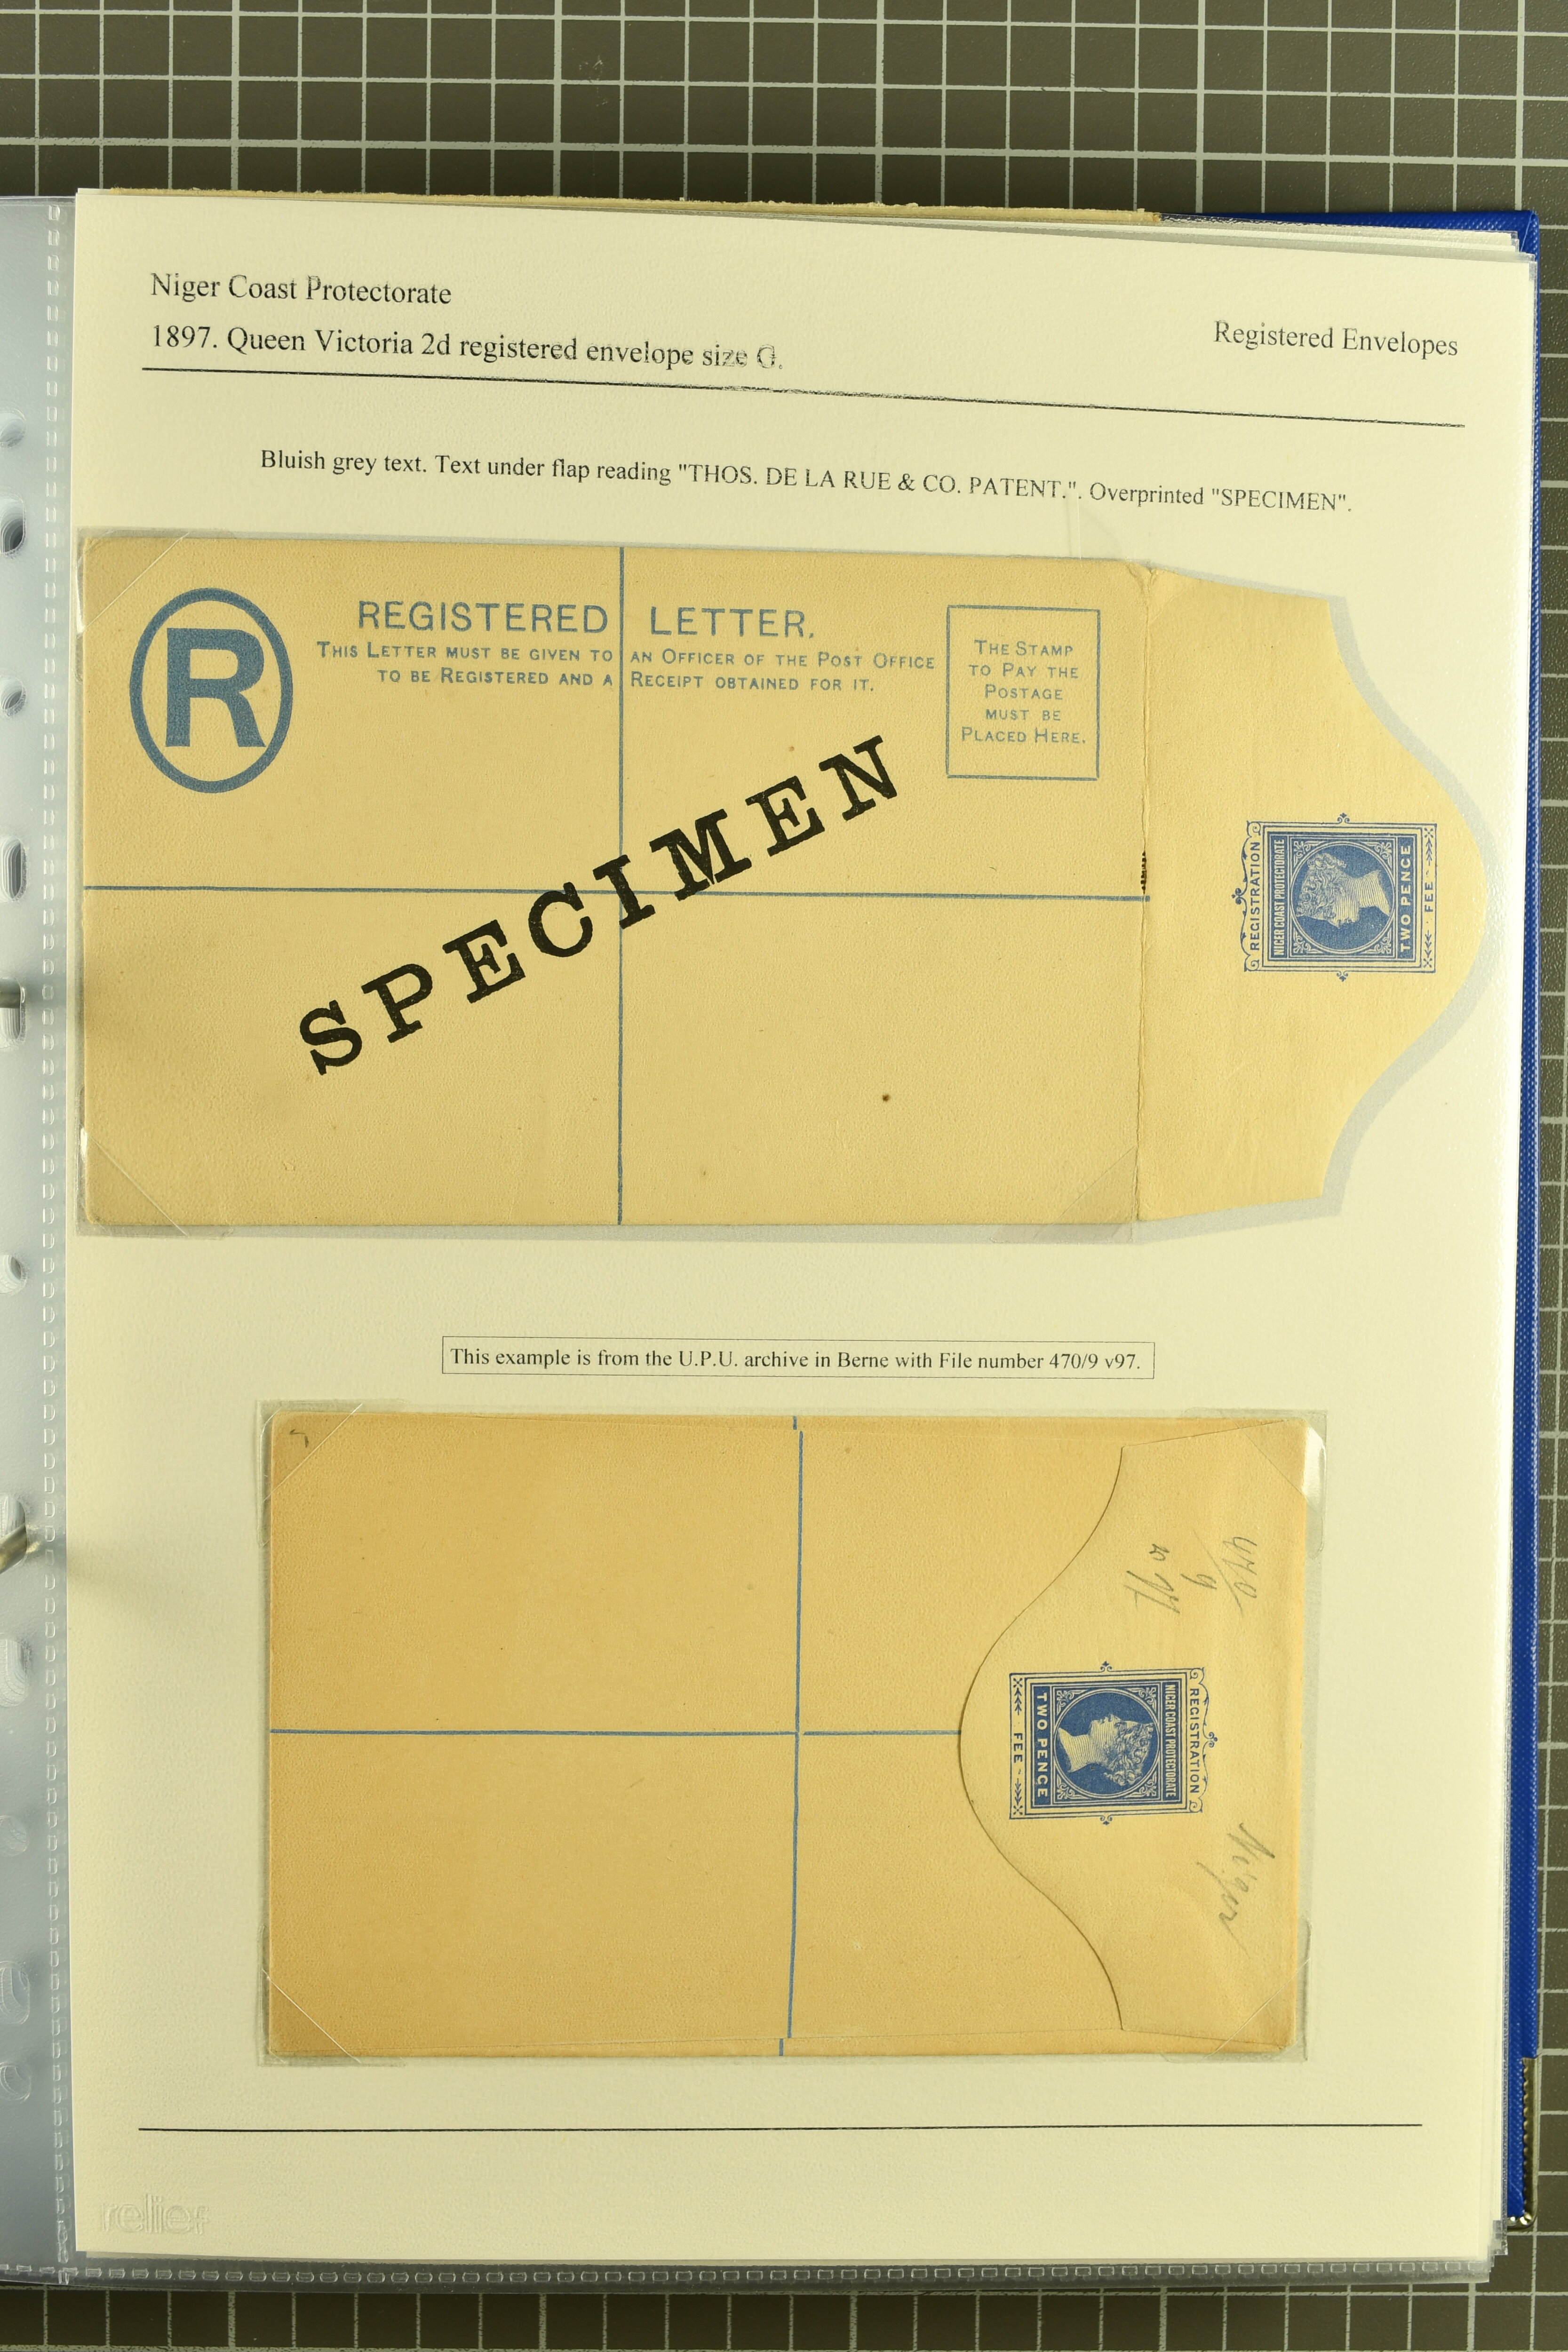 Niger Coast Protectorate
1897. Queen Victoria 2d registered envelope size G.
Registered Envelopes
Bluish grey text. Text under flap reading "THOS. DE LA RUE & CO. PATENT.". Overprinted "SPECIMEN".
R
REGISTERED LETTER.
THIS LETTER MUST BE GIVEN TO AN OFFICER OF THE POST OFFICE
TO BE REGISTERED AND A RECEIPT OBTAINED FOR IT.
THE STAMP
TO PAY THE
POSTAGE
MUST BE
PLACED HERE.
SPECIMEN
REGISTRATION
NIGER COAST PROTECTORATE
TWO PENCE
FEE
This example is from the U.P.U. archive in Berne with File number 470/9 v97.
470
9
v 97
REGISTRATION
NIGER COAST PROTECTORATE
TWO PENCE
FEE
Niger
relief